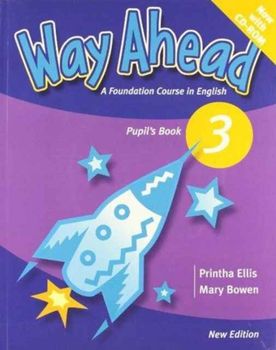 Now with
CD-ROM
Way Ahead
A Foundation Course in English
Pupil's Book
3
Printha Ellis
Mary Bowen
New Edition